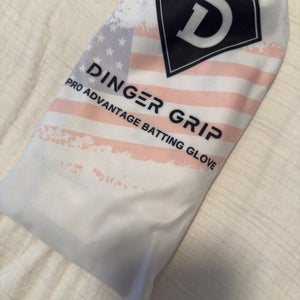 D
DINGER GRIP
PRO ADVANTAGE BATTING GLOVE